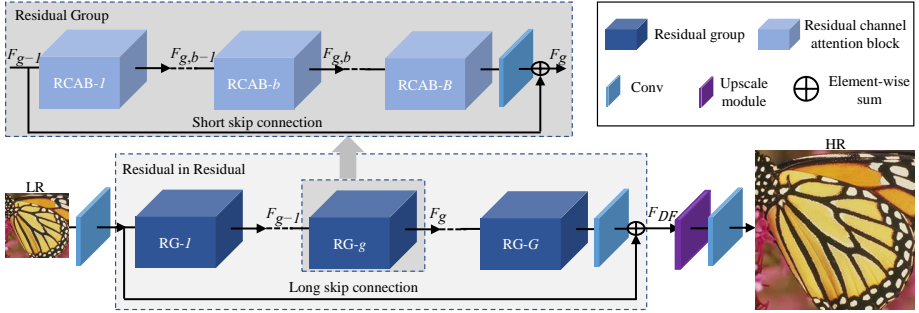 Residual Group
F_{g−1}
RCAB-1
F_{g,b−1}
RCAB-b
F_{g,b}
RCAB-B
F_g
Short skip connection
Residual group
Residual channel
attention block
Conv
Upscale
module
Element-wise
sum
Residual in Residual
LR
RG-1
F_{g−1}
RG-g
F_g
RG-G
F_{DF}
HR
Long skip connection